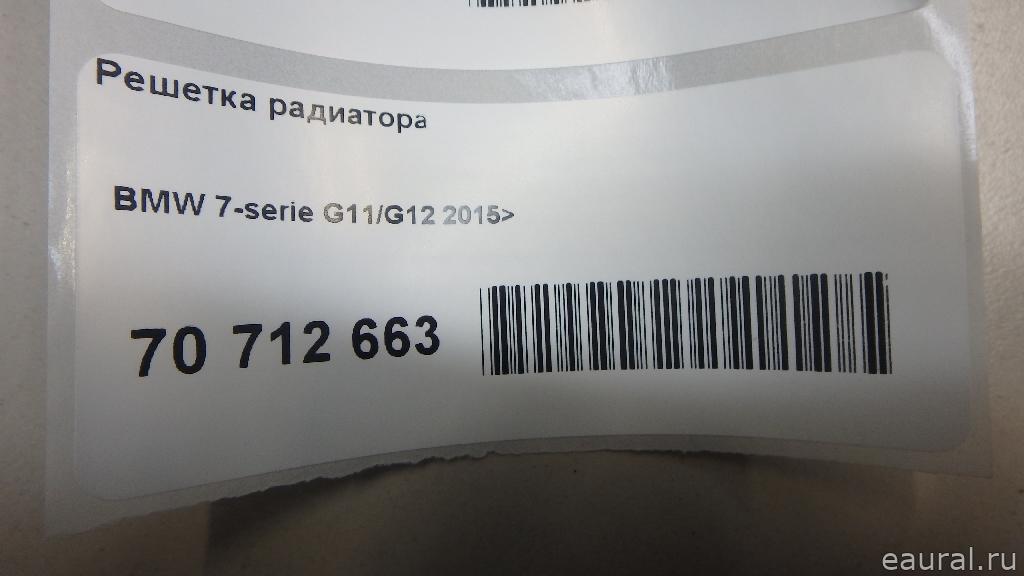 Решетка радиатора
BMW 7-serie G11/G12 2015>
70 712 663
eaural.ru